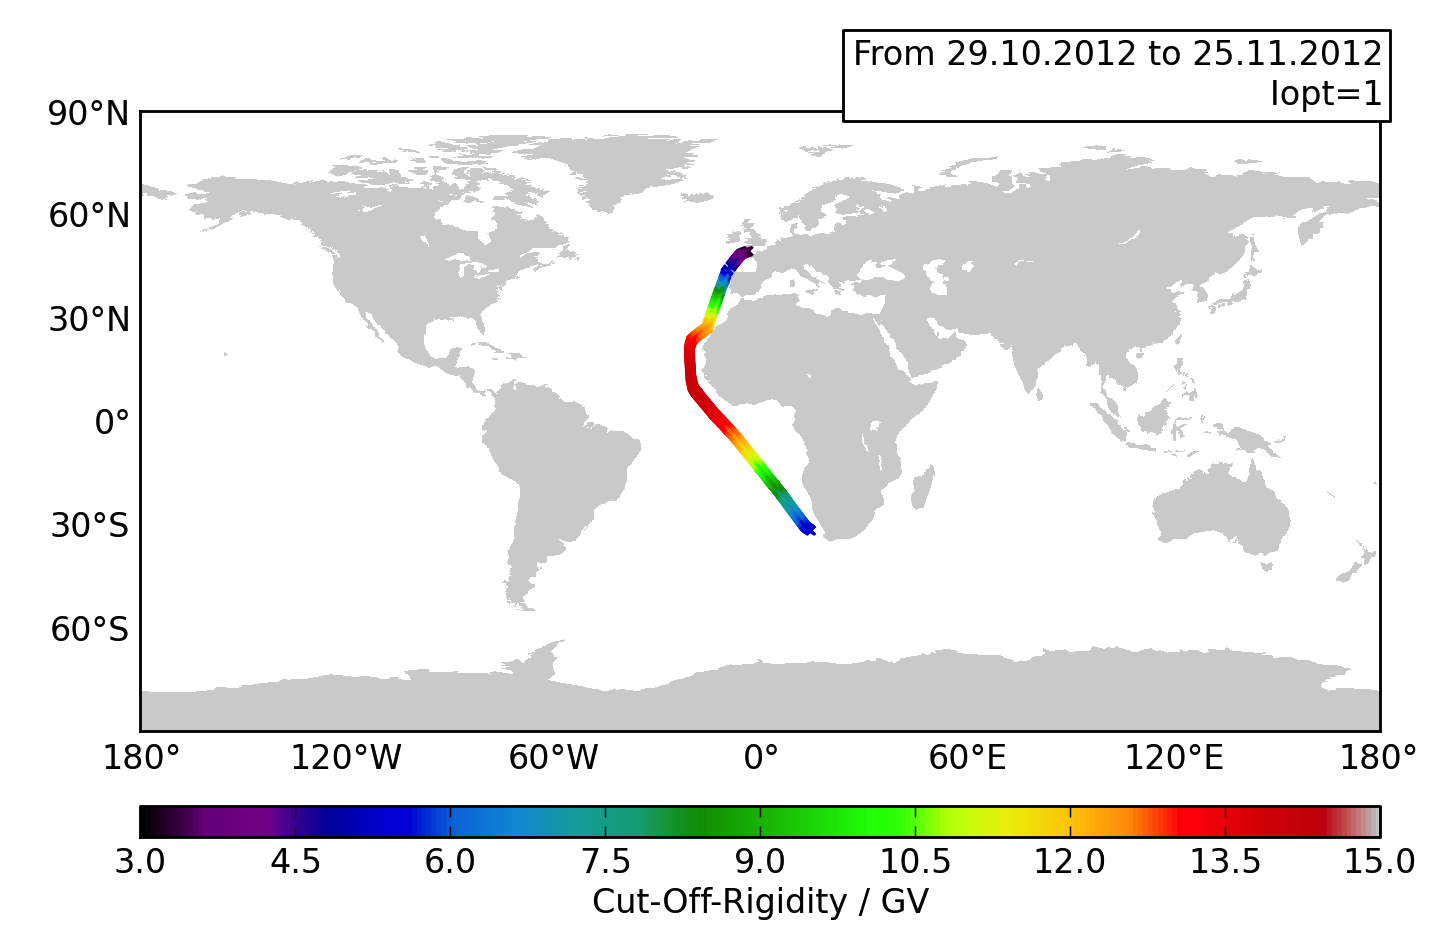 From 29.10.2012 to 25.11.2012
Iopt=1
90°N
60°N
30°N
0°
30°S
60°S
180° 120°W 60°W 0° 60°E 120°E 180°
3.0 4.5 6.0 7.5 9.0 10.5 12.0 13.5 15.0
Cut-Off-Rigidity / GV